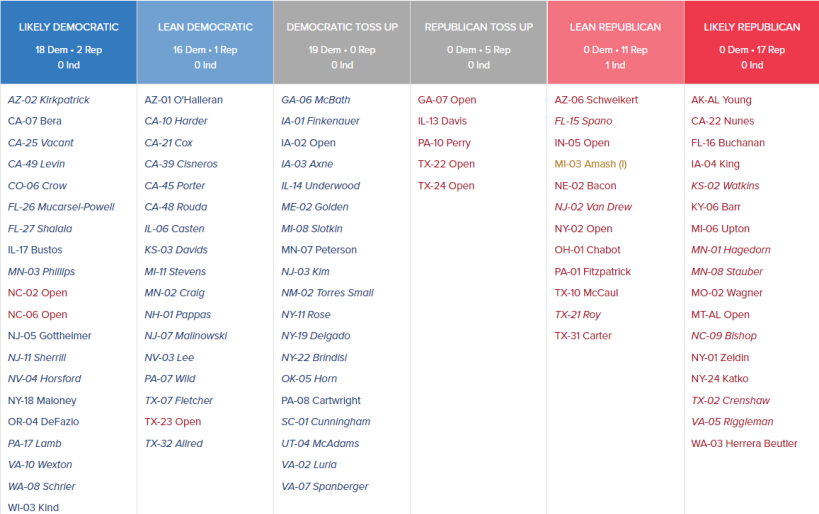 LIKELY DEMOCRATIC
18 Dem • 2 Rep
0 Ind
AZ-02 Kirkpatrick
CA-07 Bera
CA-25 Vacant
CA-49 Levin
CO-06 Crow
FL-26 Mucarsel-Powell
FL-27 Shalala
IL-17 Bustos
MN-03 Phillips
NC-02 Open
NC-06 Open
NJ-05 Gottheimer
NJ-11 Sherrill
NV-04 Horsford
NY-18 Maloney
OR-04 DeFazio
PA-17 Lamb
VA-10 Wexton
WA-08 Schrier
WI-03 Kind
LEAN DEMOCRATIC
16 Dem • 1 Rep
0 Ind
AZ-01 O'Halleran
CA-10 Harder
CA-21 Cox
CA-39 Cisneros
CA-45 Porter
CA-48 Rouda
IL-06 Casten
KS-03 Davids
MI-11 Stevens
MN-02 Craig
NH-01 Pappas
NJ-07 Malinowski
NV-03 Lee
PA-07 Wild
TX-07 Fletcher
TX-23 Open
TX-32 Allred
DEMOCRATIC TOSS UP
19 Dem • 0 Rep
0 Ind
GA-06 McBath
IA-01 Finkenauer
IA-02 Open
IA-03 Axne
IL-14 Underwood
ME-02 Golden
MI-08 Slotkin
MN-07 Peterson
NJ-03 Kim
NM-02 Torres Small
NY-11 Rose
NY-19 Delgado
NY-22 Brindisi
OK-05 Horn
PA-08 Cartwright
SC-01 Cunningham
UT-04 McAdams
VA-02 Luria
VA-07 Spanberger
REPUBLICAN TOSS UP
0 Dem • 5 Rep
0 Ind
GA-07 Open
IL-13 Davis
PA-10 Perry
TX-22 Open
TX-24 Open
LEAN REPUBLICAN
0 Dem • 11 Rep
1 Ind
AZ-06 Schweikert
FL-15 Spano
IN-05 Open
MI-03 Amash (I)
NE-02 Bacon
NJ-02 Van Drew
NY-02 Open
OH-01 Chabot
PA-01 Fitzpatrick
TX-10 McCaul
TX-21 Roy
TX-31 Carter
LIKELY REPUBLICAN
0 Dem • 17 Rep
0 Ind
AK-AL Young
CA-22 Nunes
FL-16 Buchanan
IA-04 King
KS-02 Watkins
KY-06 Barr
MI-06 Upton
MN-01 Hagedorn
MN-08 Stauber
MO-02 Wagner
MT-AL Open
NC-09 Bishop
NY-01 Zeldin
NY-24 Katko
TX-02 Crenshaw
VA-05 Riggleman
WA-03 Herrera Beutler